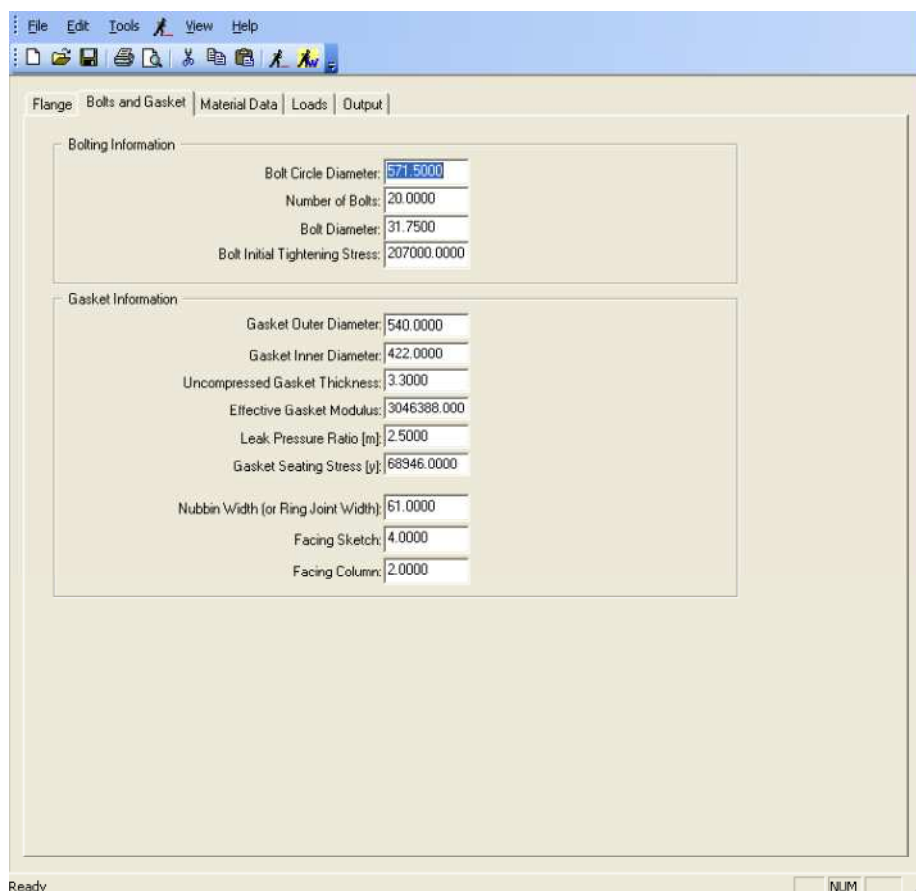 File Edit Tools View Help
Flange Bolts and Gasket Material Data Loads Output
Bolting Information
Bolt Circle Diameter: 571.5000
Number of Bolts: 20.0000
Bolt Diameter: 31.7500
Bolt Initial Tightening Stress: 207000.0000
Gasket Information
Gasket Outer Diameter: 540.0000
Gasket Inner Diameter: 422.0000
Uncompressed Gasket Thickness: 3.3000
Effective Gasket Modulus: 3046388.000
Leak Pressure Ratio [m]: 2.5000
Gasket Seating Stress [y]: 68946.0000
Nubbin Width (or Ring Joint Width): 61.0000
Facing Sketch: 4.0000
Facing Column: 2.0000
Ready NUM